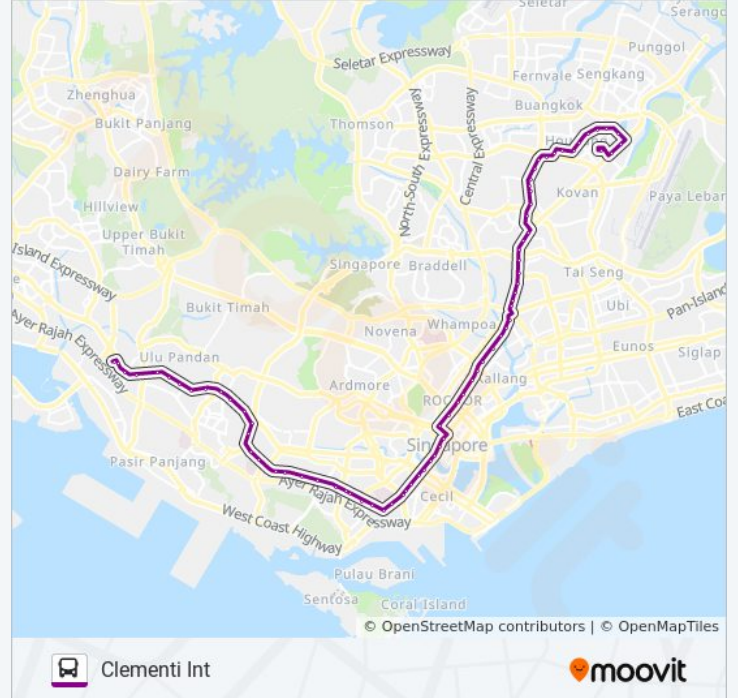 Seletar
Serang
Punggol
Seletar Expressway
Fernvale Sengkang
Zhenghua
Buangkok
Bukit Panjang
Thomson
North-South Expressway
Central Expressway
Dairy Farm
Kovan
Paya Lebar
Hillview
Upper Bukit
Timah
Island Expressway
Singapore Braddell
Tai Seng
Bukit Timah
Ubi
Pan-Island
Ayer Rajah Expressway
Novena
Whampoa
Eunos
Siglap
Ulu Pandan
Ardmore
Kallang
ROCHOR
East Coa
Singapore
Pasir Panjang
Ayer Rajah Expressway
Cecil
West Coast Highway
Pulau Brani
Sentosa
Coral Island
© OpenStreetMap contributors | © OpenMapTiles
Clementi Int
moovit